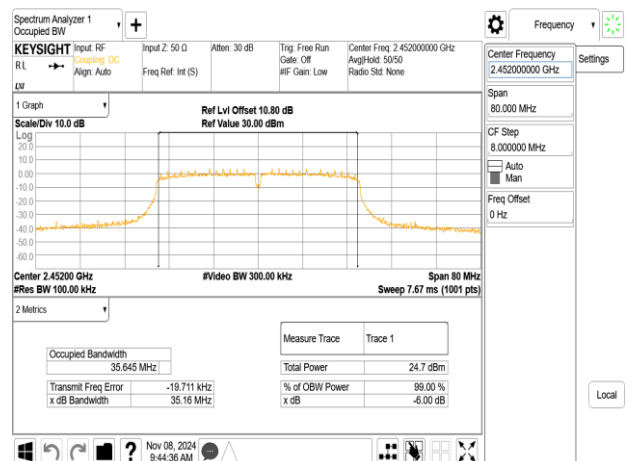 Spectrum Analyzer 1
Occupied BW
Frequency
KEYSIGHT
RL
LXI
Input: RF
Coupling: DC
Align: Auto
Input Z: 50 Ω
Freq Ref: Int (S)
Atten: 30 dB
Trig: Free Run
Gate: Off
#IF Gain: Low
Center Freq: 2.452000000 GHz
Avg|Hold: 50/50
Radio Std: None
Center Frequency
2.452000000 GHz
Settings
Span
80.000 MHz
CF Step
8.000000 MHz
Auto
Man
Freq Offset
0 Hz
Local
1 Graph
Scale/Div 10.0 dB
Ref Lvl Offset 10.80 dB
Ref Value 30.00 dBm
Log
20.0
10.0
0.00
-10.0
-20.0
-30.0
-40.0
-50.0
-60.0
Center 2.45200 GHz
#Res BW 100.00 kHz
#Video BW 300.00 kHz
Span 80 MHz
Sweep 7.67 ms (1001 pts)
2 Metrics
Measure Trace Trace 1
Occupied Bandwidth
35.645 MHz
Total Power 24.7 dBm
Transmit Freq Error -19.711 kHz
% of OBW Power 99.00 %
x dB Bandwidth 35.16 MHz
x dB -6.00 dB
?
Nov 08, 2024
9:44:36 AM